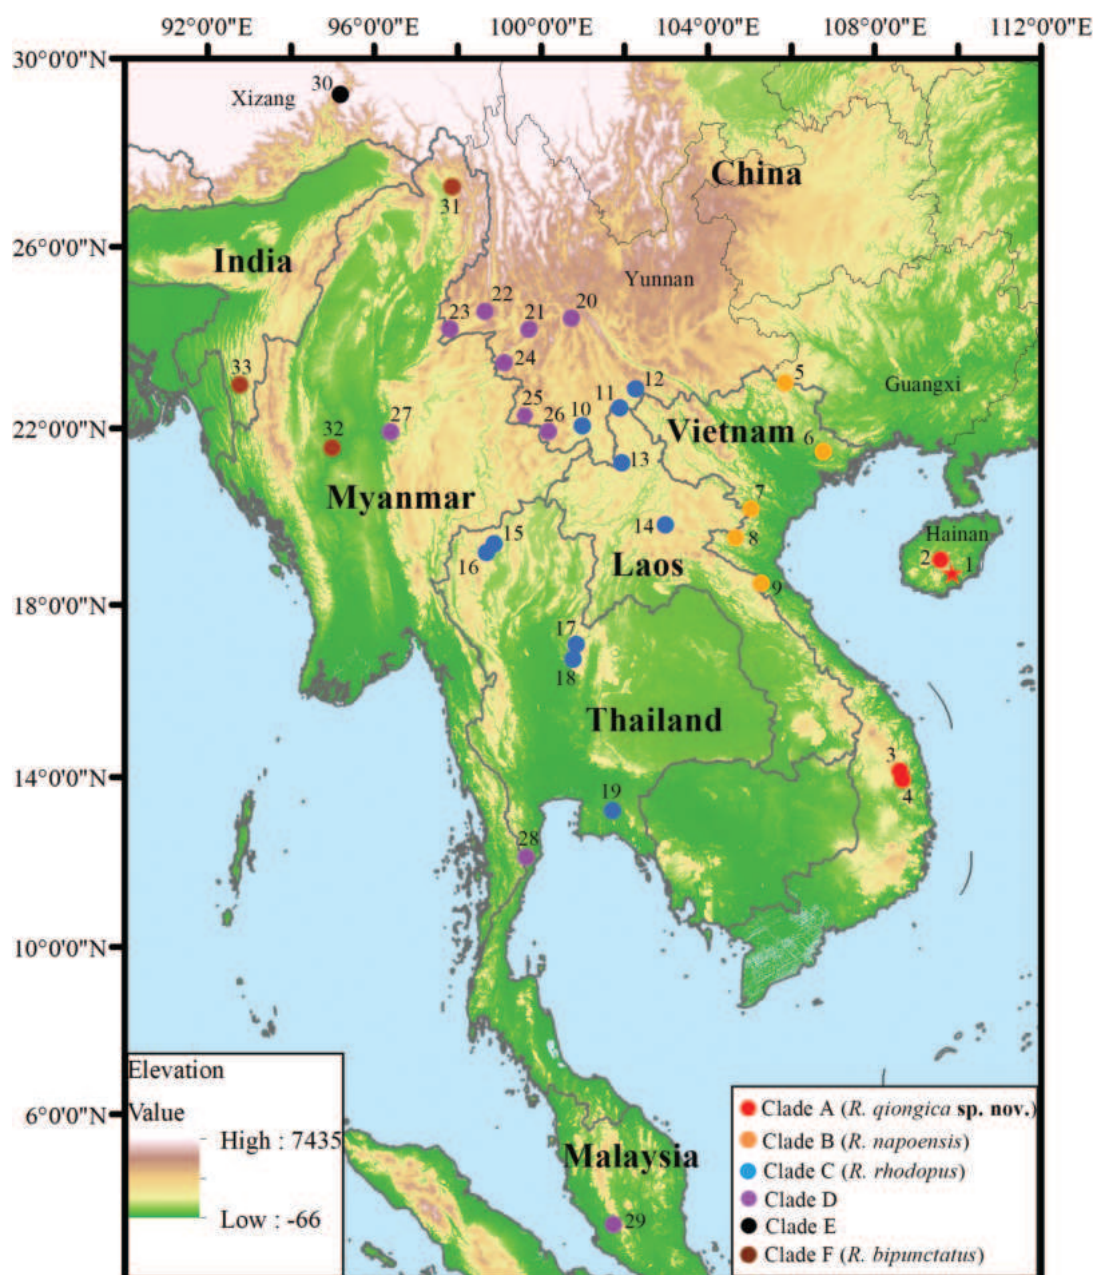 92°0'0"E 96°0'0"E 100°0'0"E 104°0'0"E 108°0'0"E 112°0'0"E
30°0'0"N
30
Xizang
China
31
26°0'0"N
India
Yunnan
22
23
21
20
24
33
12
5
11
Guangxi
25
26
10
22°0'0"N
27
Vietnam
6
32
13
Myanmar
7
14
15
8
Hainan
16
Laos
2
1
9
18°0'0"N
17
18
Thailand
3
14°0'0"N
4
19
28
10°0'0"N
6°0'0"N
Malaysia
29
Elevation
Value
High : 7435
Low : -66
Clade A (R. qiongica sp. nov.)
Clade B (R. napoensis)
Clade C (R. rhodopus)
Clade D
Clade E
Clade F (R. bipunctatus)